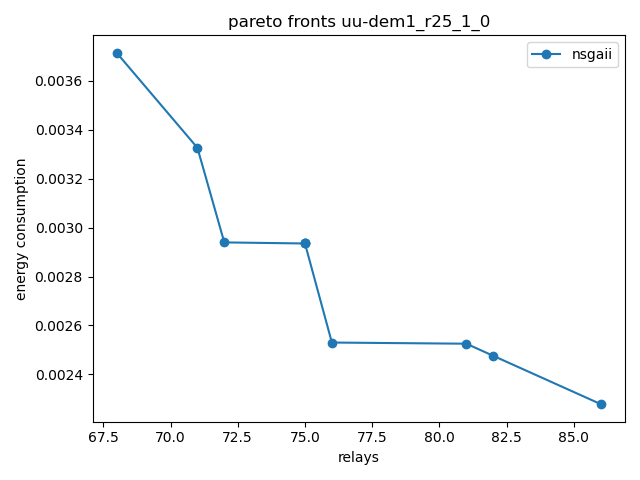 pareto fronts uu-dem1_r25_1_0
nsgaii
energy consumption
0.0036
0.0034
0.0032
0.0030
0.0028
0.0026
0.0024
67.5 70.0 72.5 75.0 77.5 80.0 82.5 85.0
relays